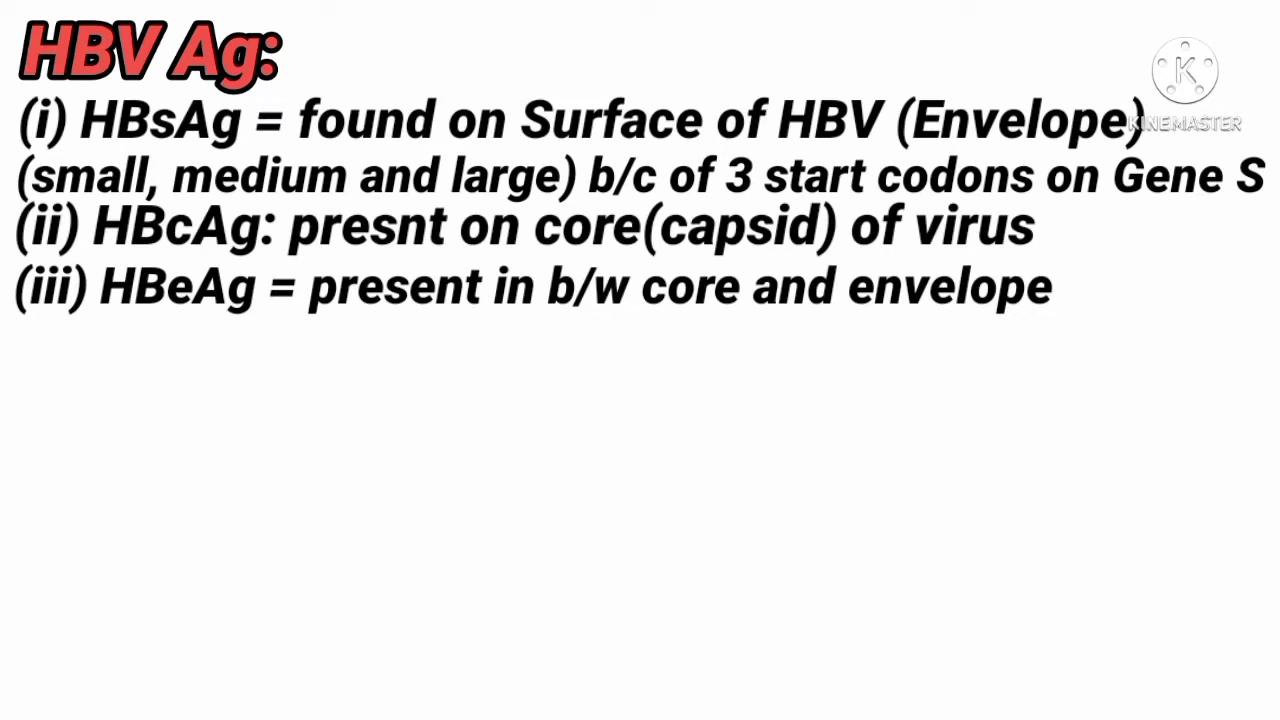 HBV Ag:
(i) HBsAg = found on Surface of HBV (Envelope)
K
KINEMASTER
(small, medium and large) b/c of 3 start codons on Gene S
(ii) HBcAg: presnt on core(capsid) of virus
(iii) HBeAg = present in b/w core and envelope